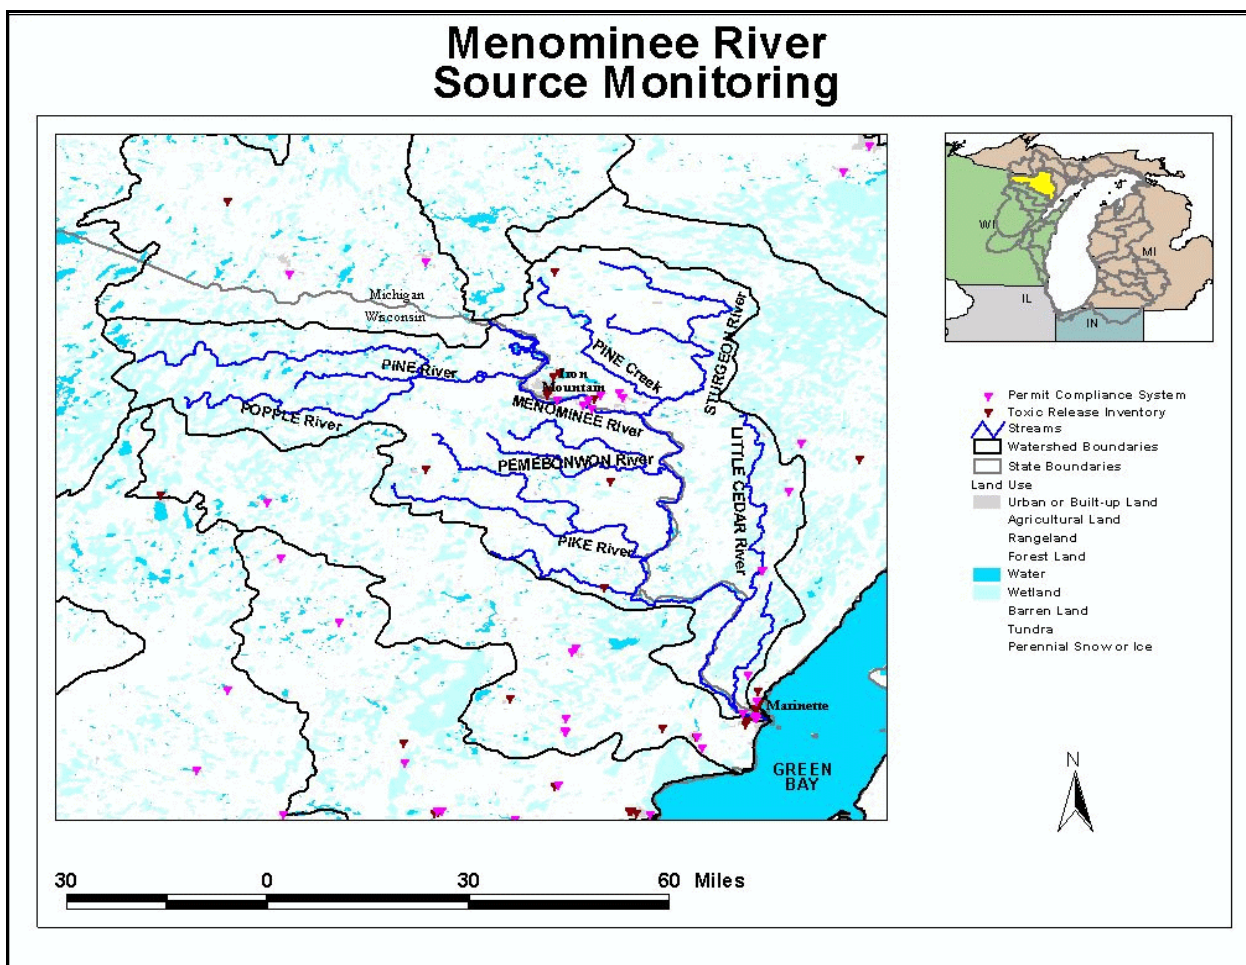 Menominee River
Source Monitoring
Michigan
Wisconsin
PINE River
POPPLE River
Iron
Mountain
PINE Creek
STURGEON River
MENOMINEE River
PEMEBONWON River
LITTLE CEDAR River
PIKE River
Marinette
GREEN
BAY
WI
MI
IL
IN
Permit Compliance System
Toxic Release Inventory
Streams
Watershed Boundaries
State Boundaries
Land Use
Urban or Built-up Land
Agricultural Land
Rangeland
Forest Land
Water
Wetland
Barren Land
Tundra
Perennial Snow or Ice
N
30 0 30 60 Miles